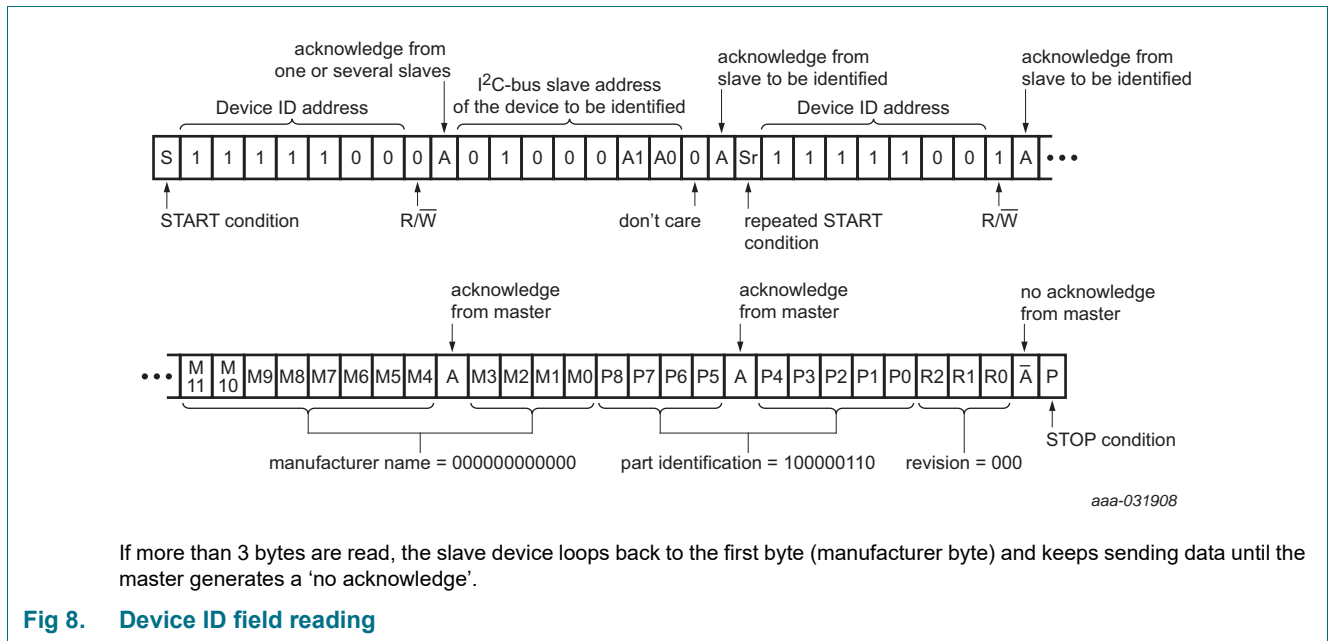 acknowledge from
one or several slaves
I2C-bus slave address
of the device to be identified
acknowledge from
slave to be identified
acknowledge from
slave to be identified
Device ID address
Device ID address
S 1 1 1 1 1 0 0 0 A 0 1 0 0 0 A1 A0 0 A Sr 1 1 1 1 1 0 0 1 A •••
START condition
R/W̅
don't care
repeated START
condition
R/W̅
acknowledge
from master
acknowledge
from master
no acknowledge
from master
••• M11 M10 M9 M8 M7 M6 M5 M4 A M3 M2 M1 M0 P8 P7 P6 P5 A P4 P3 P2 P1 P0 R2 R1 R0 A̅ P
STOP condition
manufacturer name = 000000000000
part identification = 100000110
revision = 000
aaa-031908
If more than 3 bytes are read, the slave device loops back to the first byte (manufacturer byte) and keeps sending data until the
master generates a ‘no acknowledge’.
Fig 8. Device ID field reading